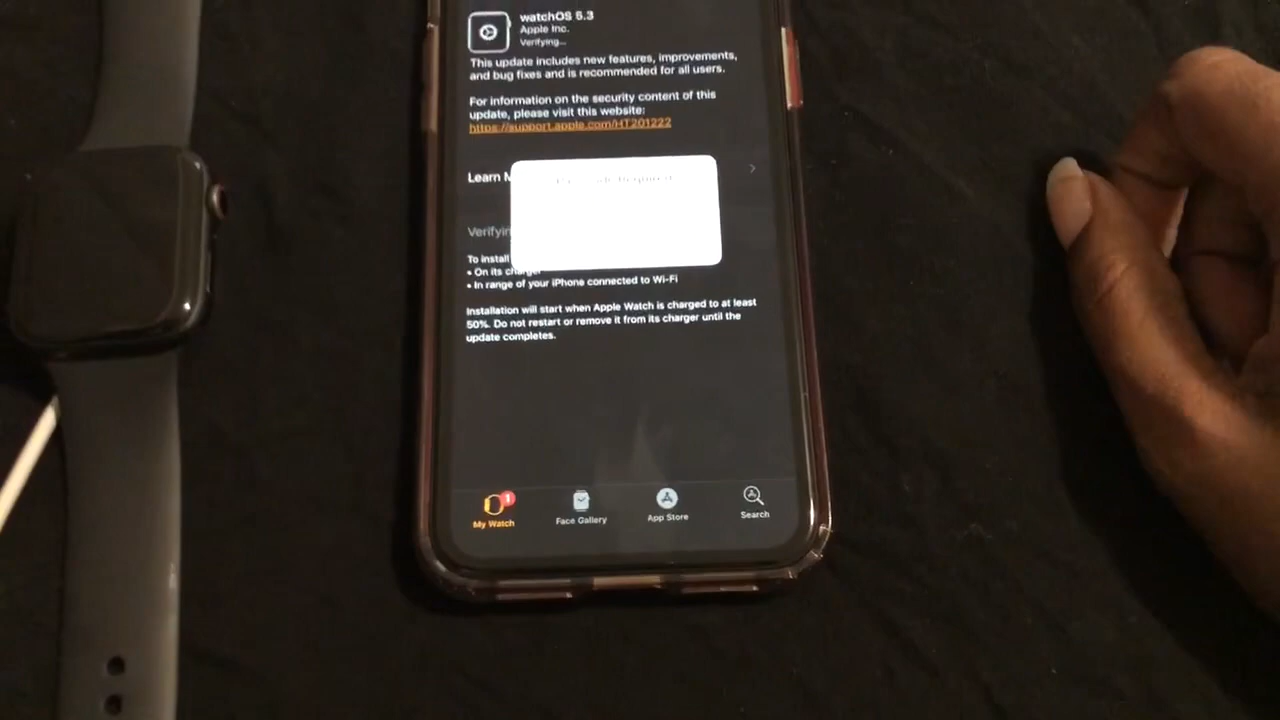 watchOS 5.3
Apple Inc.
Verifying...
This update includes new features, improvements,
and bug fixes and is recommended for all users.
For information on the security content of this
update, please visit this website:
https://support.apple.com/HT201222
Learn
Required
To install
• On its charger
• In range of your iPhone connected to Wi-Fi
Installation will start when Apple Watch is charged to at least
50%. Do not restart or remove it from its charger until the
update completes.
1
My Watch
Face Gallery
App Store
Search